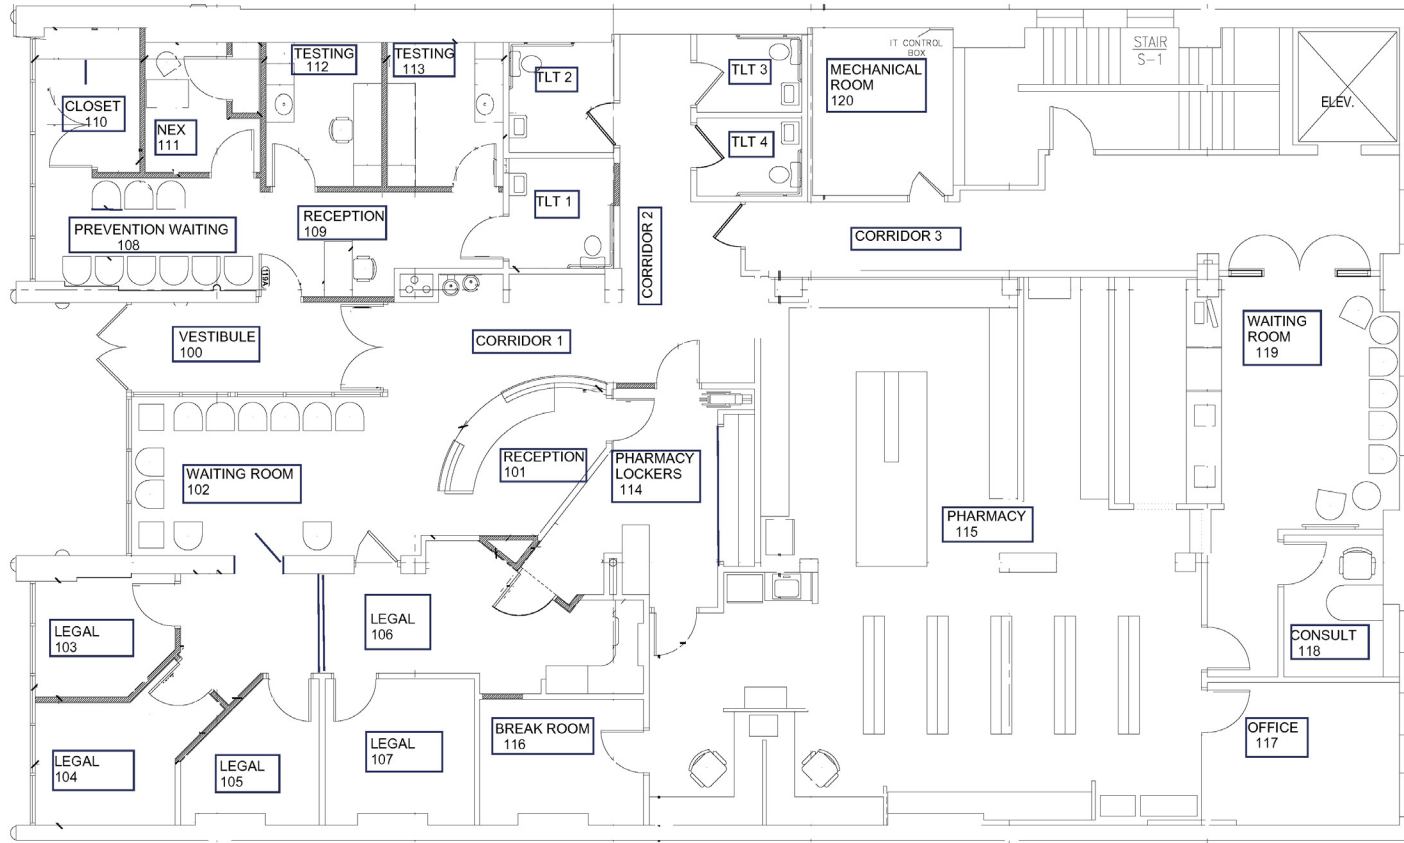 IT CONTROL
BOX
STAIR
S-1
TESTING
112
TESTING
113
TLT 2
TLT 3
MECHANICAL
ROOM
120
ELEV.
CLOSET
110
NEX
111
TLT 4
TLT 1
PREVENTION WAITING
108
RECEPTION
109
CORRIDOR 2
CORRIDOR 3
119A
VESTIBULE
100
CORRIDOR 1
WAITING
ROOM
119
WAITING ROOM
102
RECEPTION
101
PHARMACY
LOCKERS
114
PHARMACY
115
LEGAL
103
LEGAL
106
CONSULT
118
LEGAL
104
LEGAL
105
LEGAL
107
BREAK ROOM
116
OFFICE
117